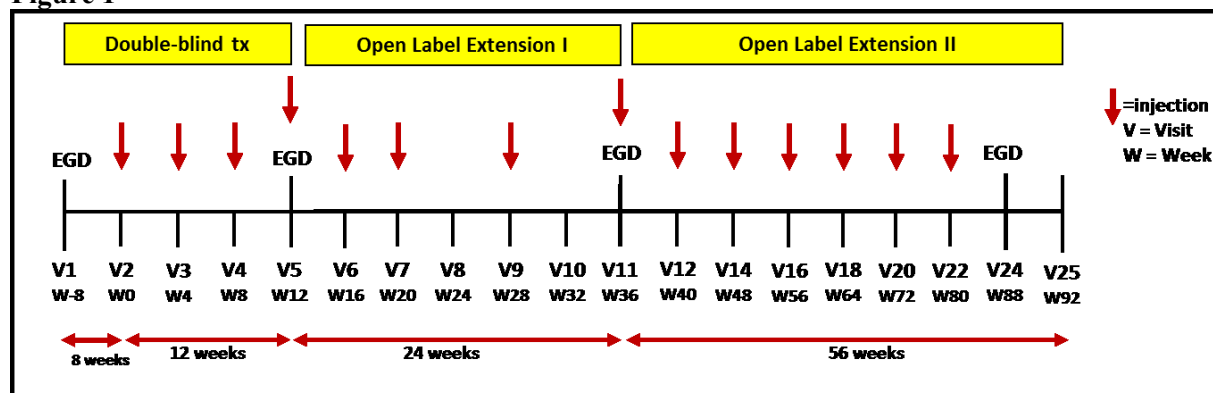 Figure 1
Double-blind tx
Open Label Extension I
Open Label Extension II
=injection
V = Visit
W = Week
EGD EGD EGD EGD
V1 V2 V3 V4 V5 V6 V7 V8 V9 V10 V11 V12 V14 V16 V18 V20 V22 V24 V25
W-8 W0 W4 W8 W12 W16 W20 W24 W28 W32 W36 W40 W48 W56 W64 W72 W80 W88 W92
8 weeks 12 weeks 24 weeks 56 weeks